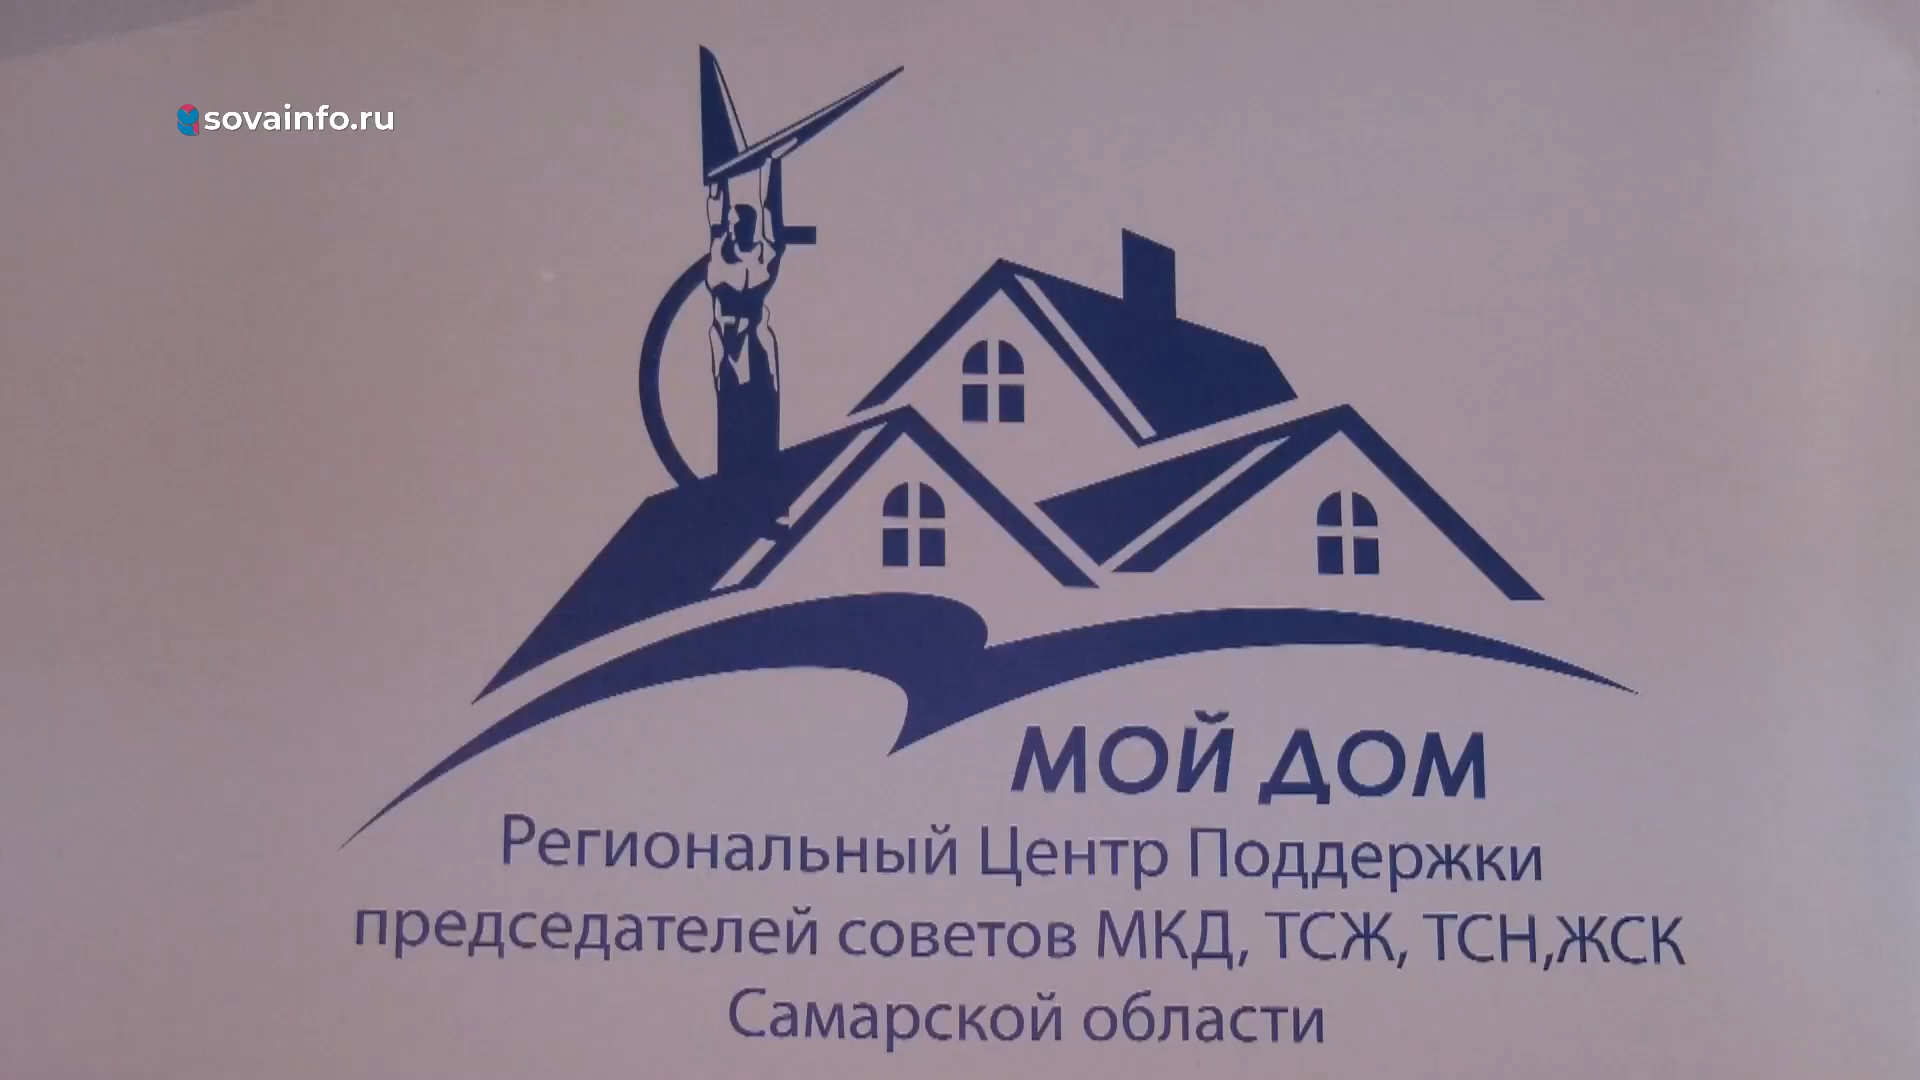 sovainfo.ru
МОЙ ДОМ
Региональный Центр Поддержки
председателей советов МКД, ТСЖ, ТСН,ЖСК
Самарской области